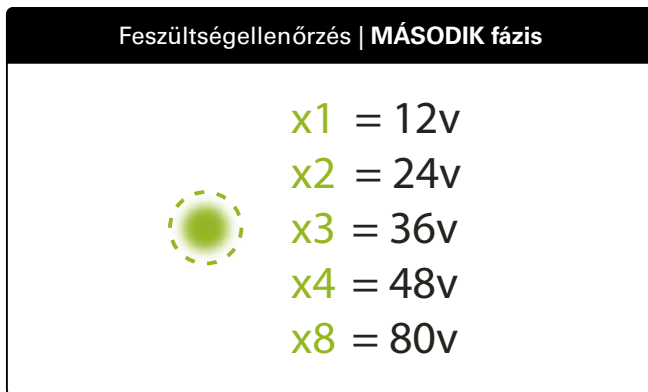 Feszültségellenőrzés | MÁSODIK fázis
x1 = 12v
x2 = 24v
x3 = 36v
x4 = 48v
x8 = 80v